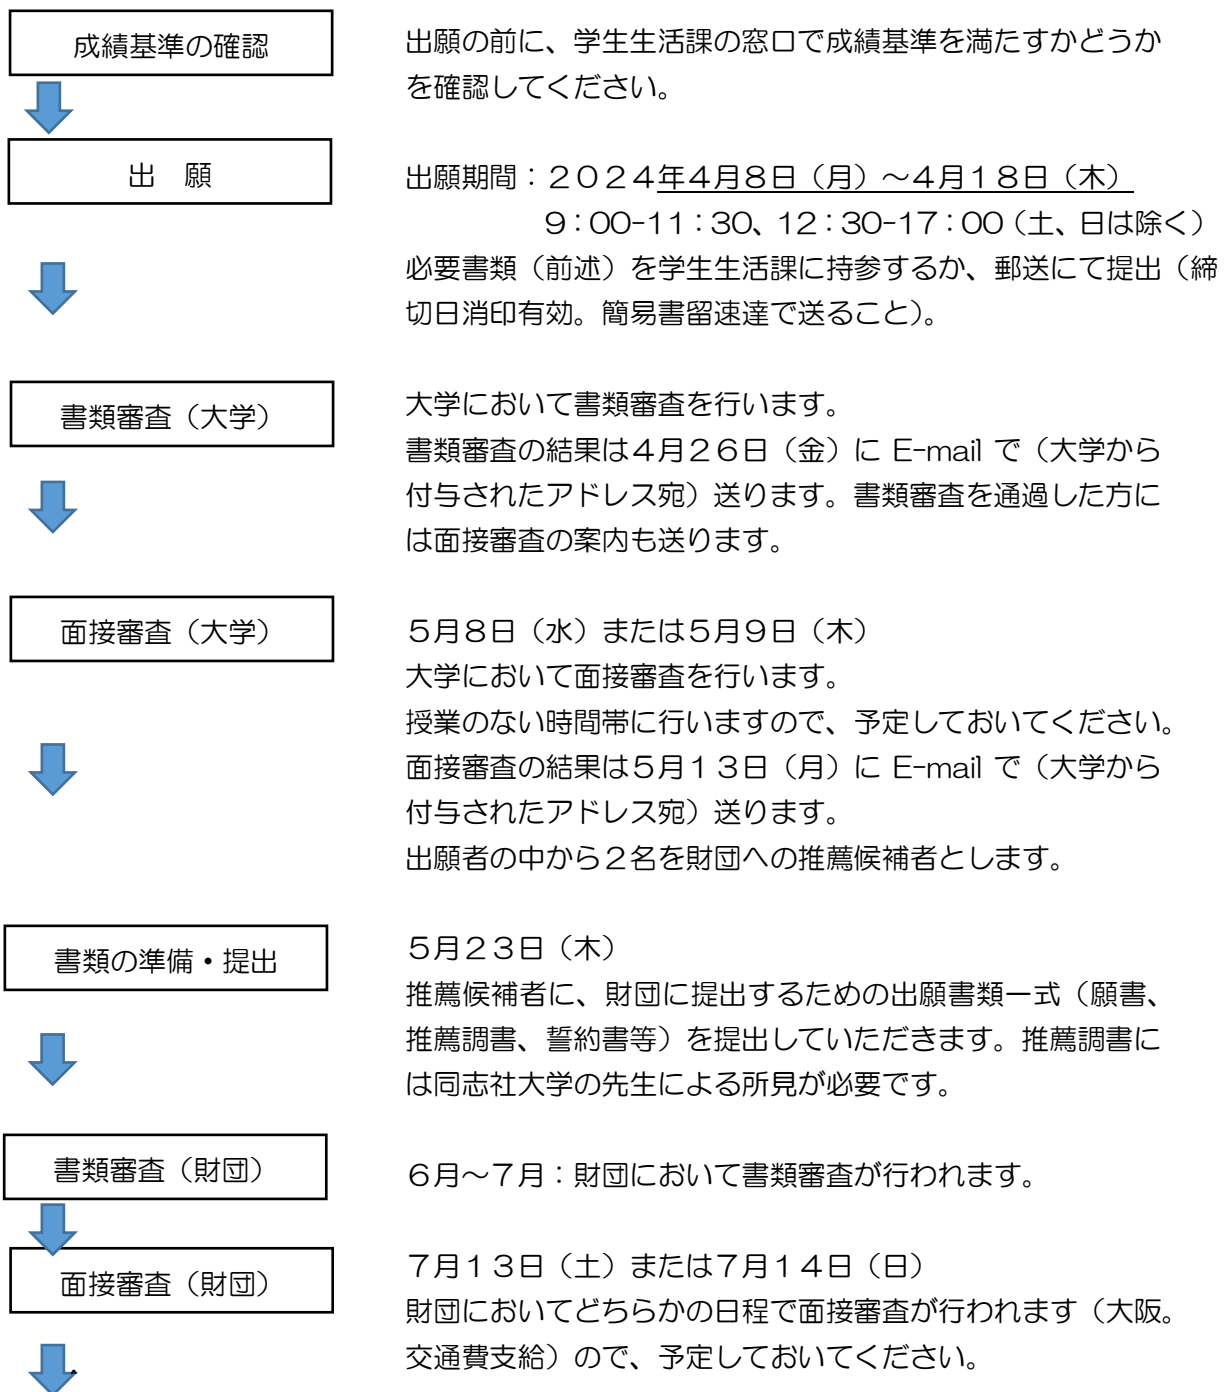 成績基準の確認
出願の前に、学生生活課の窓口で成績基準を満たすかどうか
を確認してください。
出　願
出願期間：２０２４年４月８日（月）～４月１８日（木）
９：００-１１：３０、１２：３０-１７：００（土、日は除く）
必要書類（前述）を学生生活課に持参するか、郵送にて提出（締
切日消印有効。簡易書留速達で送ること）。
書類審査（大学）
大学において書類審査を行います。
書類審査の結果は４月２６日（金）に E-mail で（大学から
付与されたアドレス宛）送ります。書類審査を通過した方に
は面接審査の案内も送ります。
面接審査（大学）
５月８日（水）または５月９日（木）
大学において面接審査を行います。
授業のない時間帯に行いますので、予定しておいてください。
面接審査の結果は５月１３日（月）に E-mail で（大学から
付与されたアドレス宛）送ります。
出願者の中から２名を財団への推薦候補者とします。
書類の準備・提出
５月２３日（木）
推薦候補者に、財団に提出するための出願書類一式（願書、
推薦調書、誓約書等）を提出していただきます。推薦調書に
は同志社大学の先生による所見が必要です。
書類審査（財団）
６月～７月：財団において書類審査が行われます。
面接審査（財団）
７月１３日（土）または７月１４日（日）
財団においてどちらかの日程で面接審査が行われます（大阪。
交通費支給）ので、予定しておいてください。